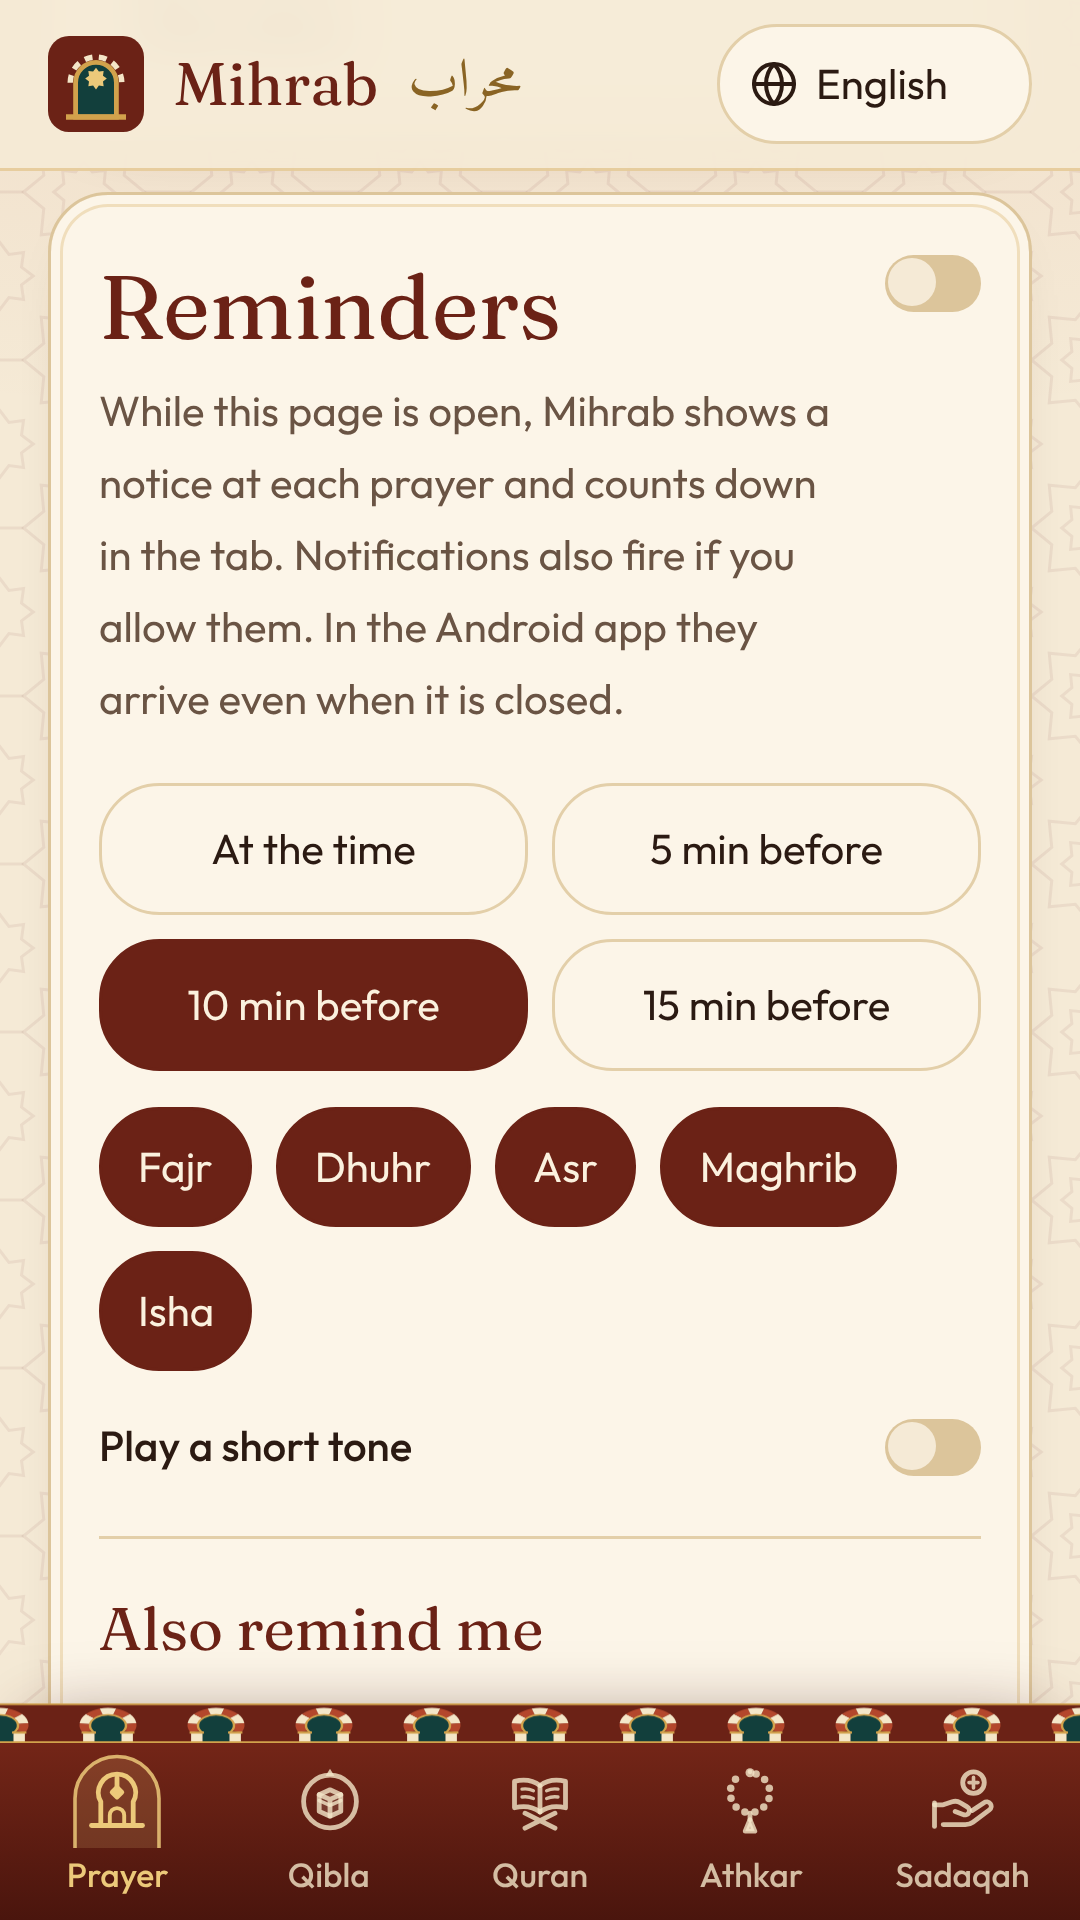 Mihrab محراب
English
Reminders
While this page is open, Mihrab shows a
notice at each prayer and counts down
in the tab. Notifications also fire if you
allow them. In the Android app they
arrive even when it is closed.
At the time
5 min before
10 min before
15 min before
Fajr
Dhuhr
Asr
Maghrib
Isha
Play a short tone
Also remind me
Prayer
Qibla
Quran
Athkar
Sadaqah